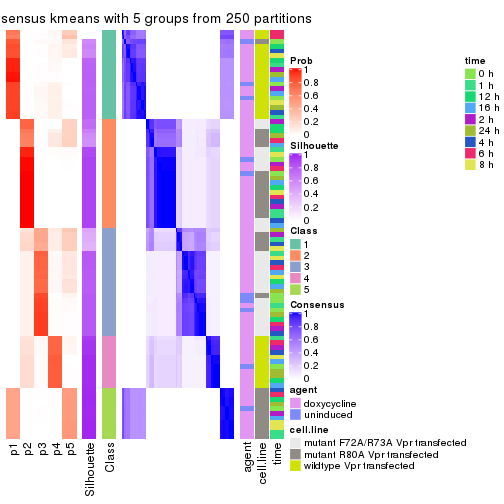 sensus kmeans with 5 groups from 250 partitions
Prob
1
0.8
0.6
0.4
0.2
0
Silhouette
1
0.8
0.6
0.4
0.2
0
Class
1
2
3
4
5
Consensus
1
0.8
0.6
0.4
0.2
0
agent
doxycycline
uninduced
cell.line
mutant F72A/R73A Vpr transfected
mutant R80A Vpr transfected
wildtype Vpr transfected
time
0 h
1 h
12 h
16 h
2 h
24 h
4 h
6 h
8 h
p1
p2
p3
p4
p5
Silhouette
Class
agent
cell.line
time